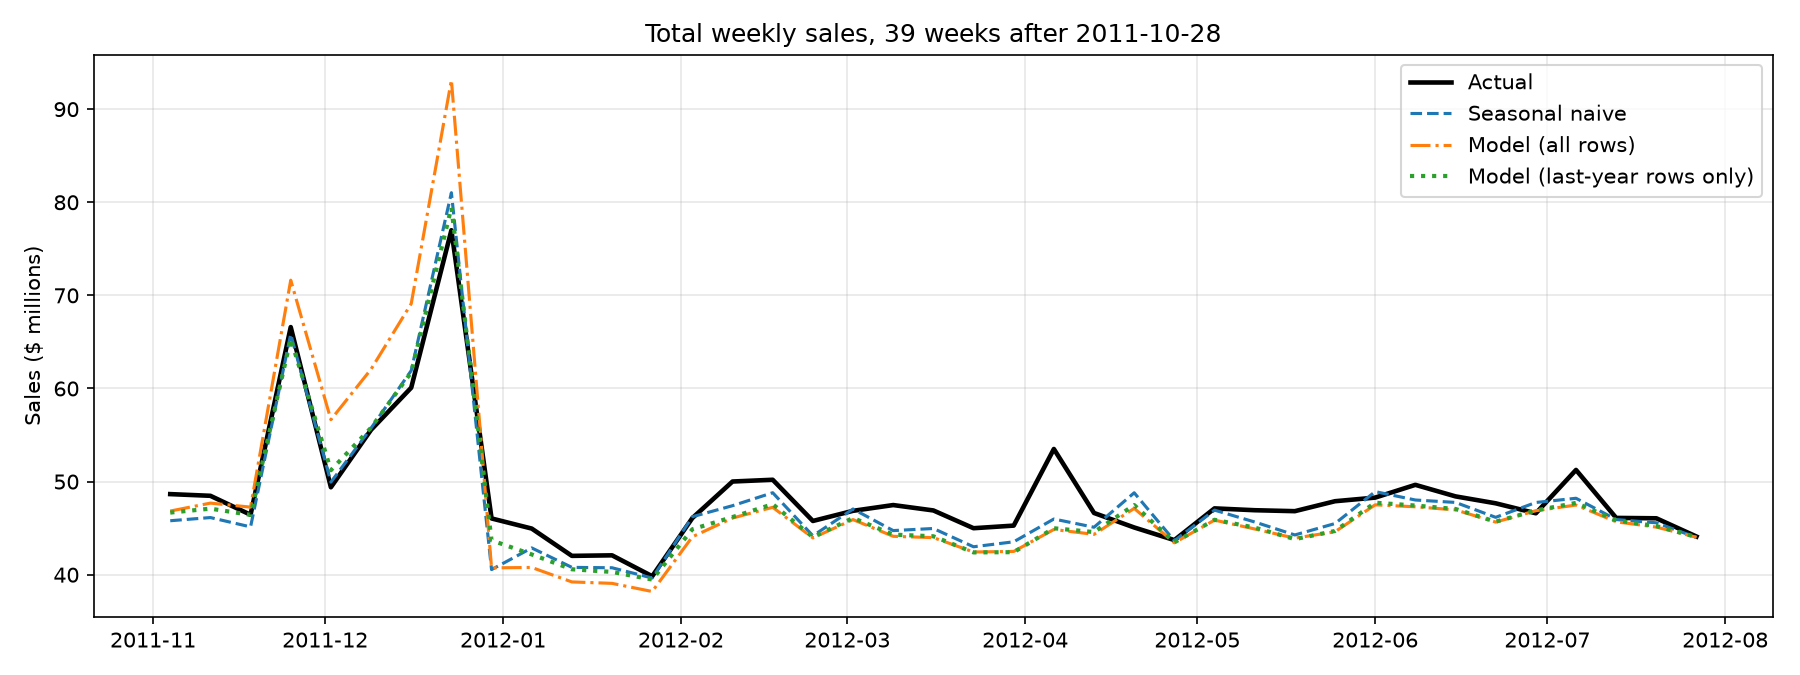 Total weekly sales, 39 weeks after 2011-10-28
Actual
Seasonal naive
Model (all rows)
Model (last-year rows only)
Sales ($ millions)
90
80
70
60
50
40
2011-11
2011-12
2012-01
2012-02
2012-03
2012-04
2012-05
2012-06
2012-07
2012-08